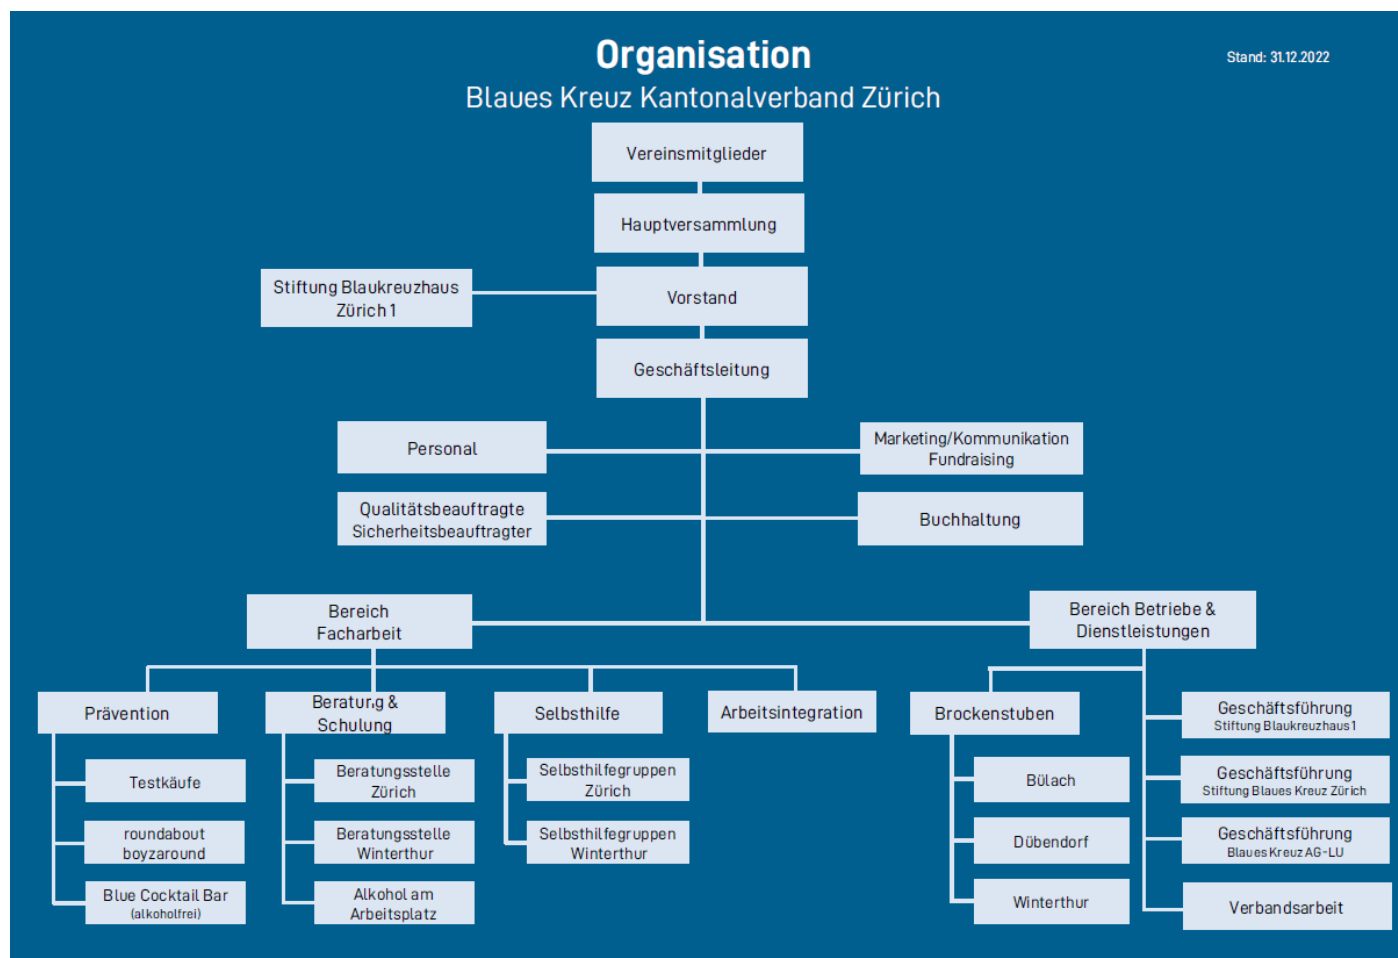 Organisation
Stand: 31.12.2022
Blaues Kreuz Kantonalverband Zürich
Vereinsmitglieder
Hauptversammlung
Stiftung Blaukreuzhaus
Zürich 1
Vorstand
Geschäftsleitung
Personal
Marketing/Kommunikation
Fundraising
Qualitätsbeauftragte
Sicherheitsbeauftragter
Buchhaltung
Bereich
Facharbeit
Bereich Betriebe &
Dienstleistungen
Prävention
Beratung &
Schulung
Selbsthilfe
Arbeitsintegration
Brockenstuben
Geschäftsführung
Stiftung Blaukreuzhaus 1
Testkäufe
Beratungsstelle
Zürich
Selbsthilfegruppen
Zürich
Bülach
Geschäftsführung
Stiftung Blaues Kreuz Zürich
roundabout
boyzaround
Beratungsstelle
Winterthur
Selbsthilfegruppen
Winterthur
Dübendorf
Geschäftsführung
Blaues Kreuz AG-LU
Blue Cocktail Bar
(alkoholfrei)
Alkohol am
Arbeitsplatz
Winterthur
Verbandsarbeit